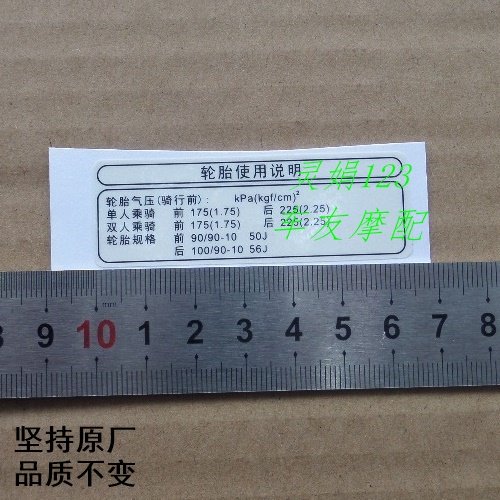 轮胎使用说明
轮胎气压(骑行前): kPa(kgf/cm)²
单人乘骑 前 175(1.75) 后 225(2.25)
双人乘骑 前 175(1.75) 后 225(2.25)
轮胎规格 前 90/90-10 50J
后 100/90-10 56J
灵娟123
华友摩配
mm
8 9 10 1 2 3 4 5 6 7 8
坚持原厂
品质不变